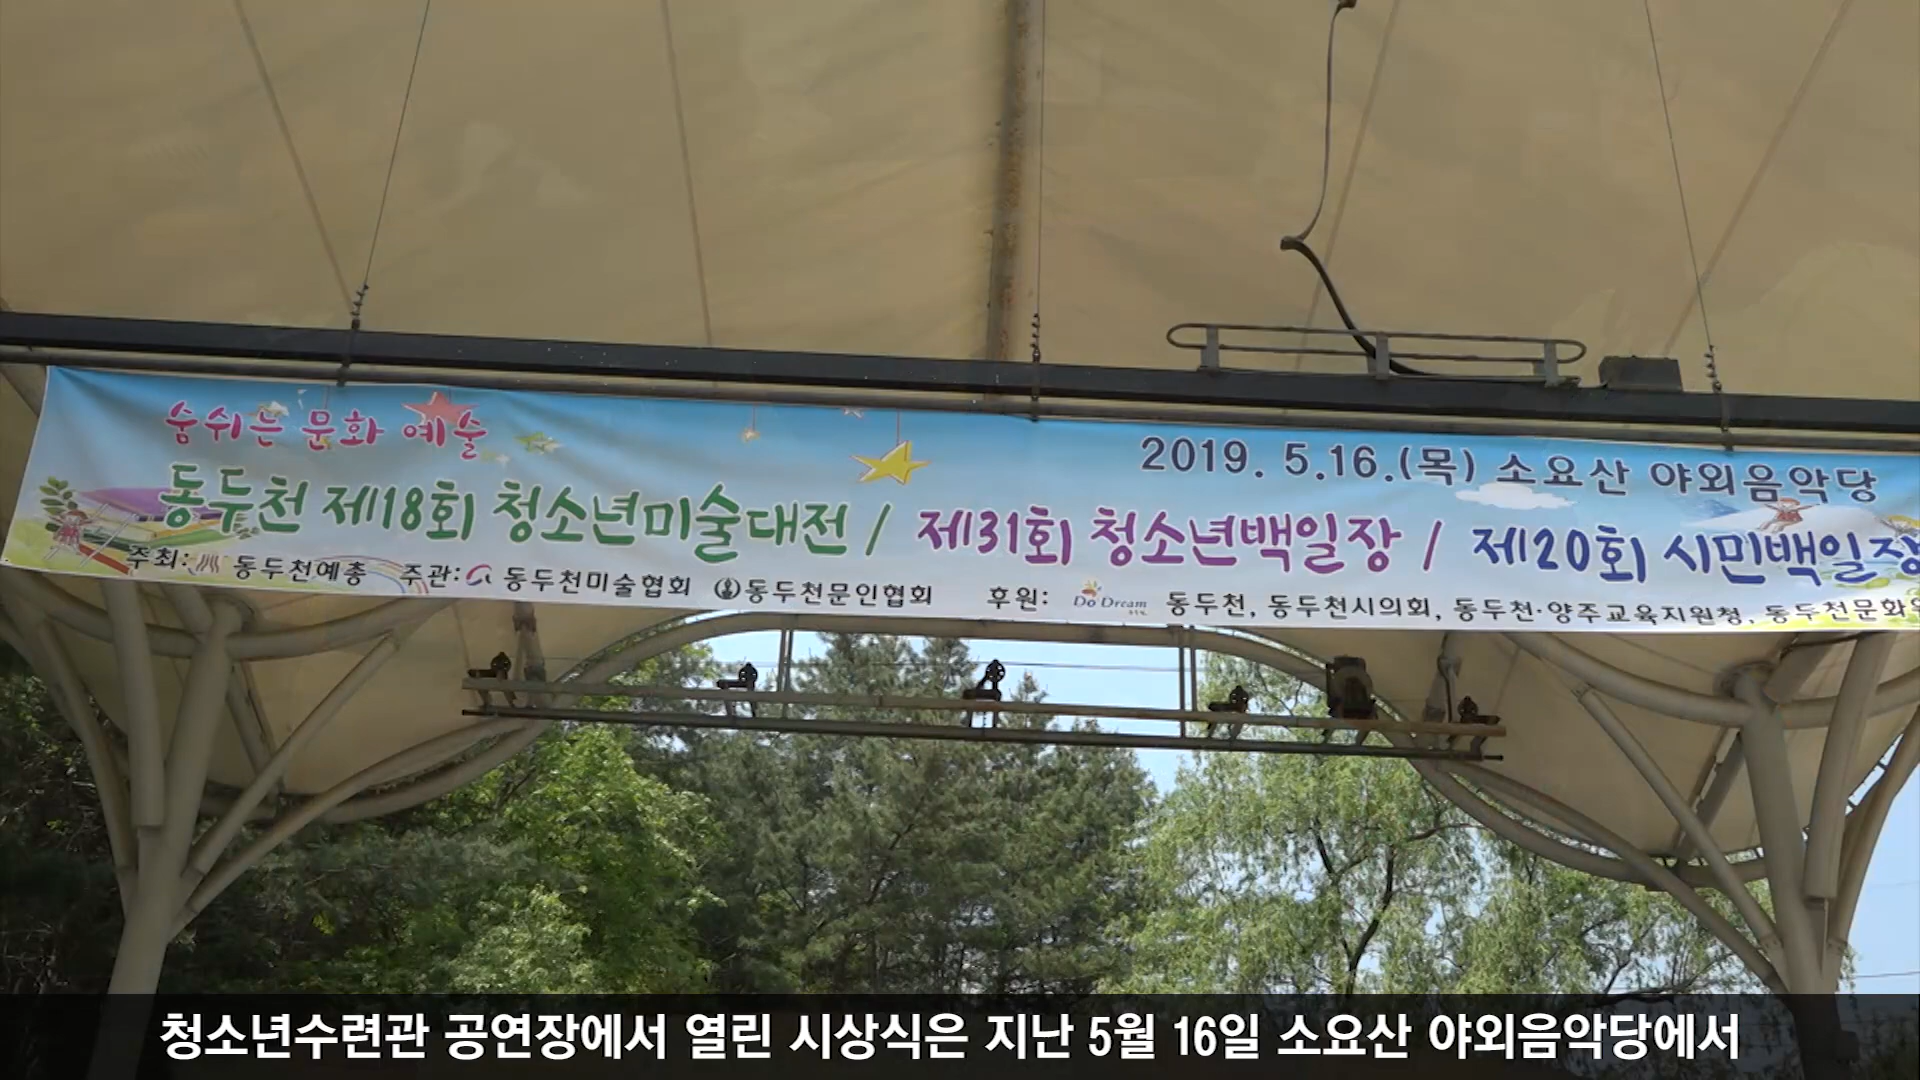 숨쉬는 문화 예술
2019. 5.16.(목) 소요산 야외음악당
동두천 제18회 청소년미술대전 / 제31회 청소년백일장 / 제20회 시민백일장
주최: 동두천예총 주관: 동두천미술협회 동두천문인협회 후원: Do Dream 동두천, 동두천시의회, 동두천·양주교육지원청, 동두천문화
청소년수련관 공연장에서 열린 시상식은 지난 5월 16일 소요산 야외음악당에서